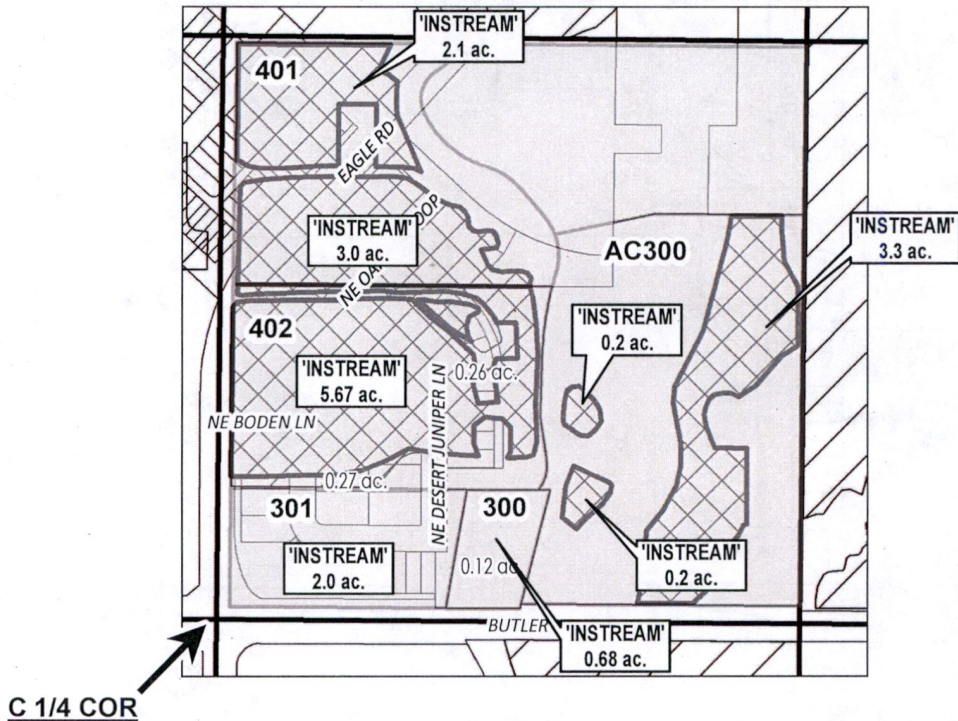 'INSTREAM'
2.1 ac.
401
EAGLE RD
'INSTREAM'
3.0 ac.
'INSTREAM'
3.3 ac.
AC300
NE OA OOP
402
'INSTREAM'
0.2 ac.
'INSTREAM'
5.67 ac.
0.26 ac.
NE BODEN LN
NE DESERT JUNIPER LN
0.27 ac.
301
300
'INSTREAM'
2.0 ac.
0.12 ac
'INSTREAM'
0.2 ac.
BUTLER
'INSTREAM'
0.68 ac.
C 1/4 COR